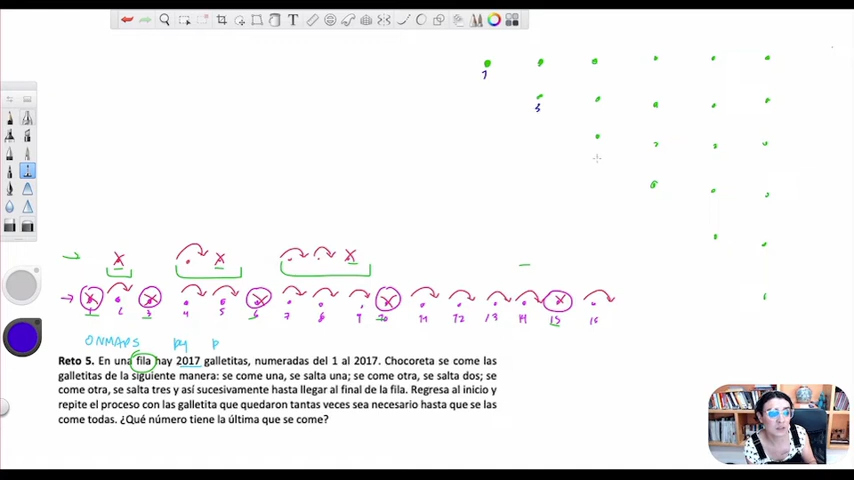 1
3
1 2 3 4 5 6 7 8 9 10 11 12 13 14 15 16
ONMAPS
Reto 5. En una fila hay 2017 galletitas, numeradas del 1 al 2017. Chocoreta se come las
galletitas de la siguiente manera: se come una, se salta una; se come otra, se salta dos; se
come otra, se salta tres y así sucesivamente hasta llegar al final de la fila. Regresa al inicio y
repite el proceso con las galletita que quedaron tantas veces sea necesario hasta que se las
come todas. ¿Qué número tiene la última que se come?